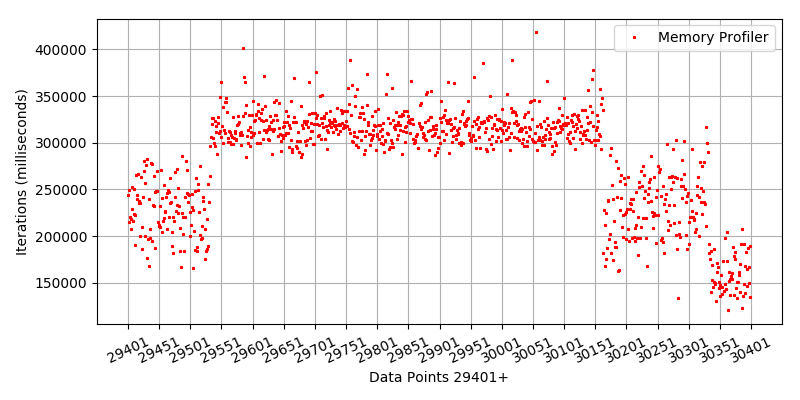 Memory Profiler
Iterations (milliseconds)
400000
350000
300000
250000
200000
150000
29401 29451 29501 29551 29601 29651 29701 29751 29801 29851 29901 29951 30001 30051 30101 30151 30201 30251 30301 30351 30401
Data Points 29401+